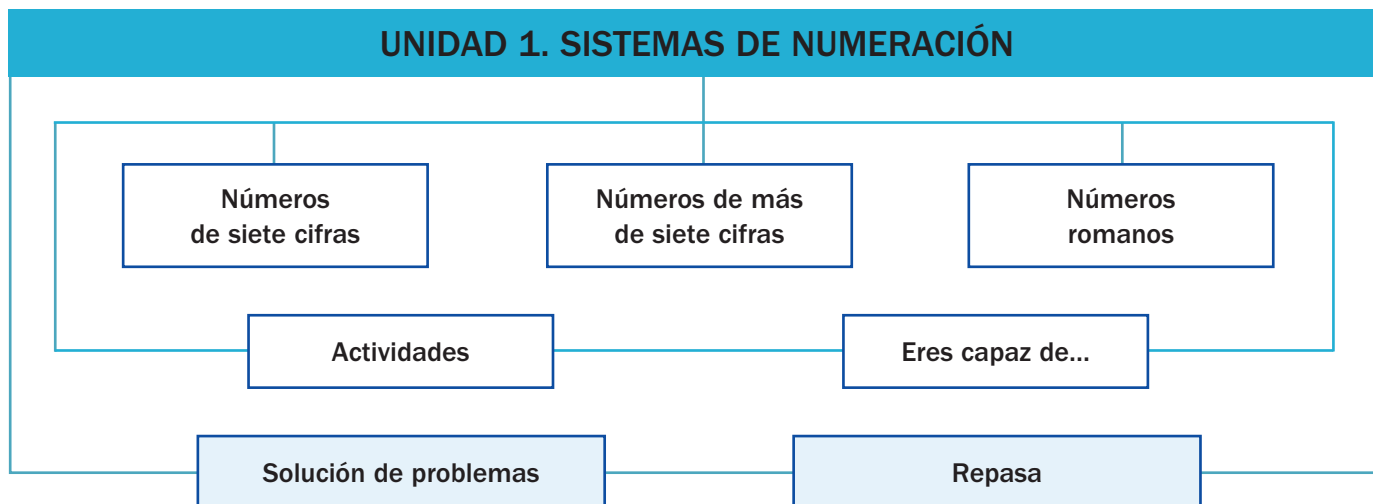 UNIDAD 1. SISTEMAS DE NUMERACIÓN
Números
de siete cifras
Números de más
de siete cifras
Números
romanos
Actividades
Eres capaz de...
Solución de problemas
Repasa